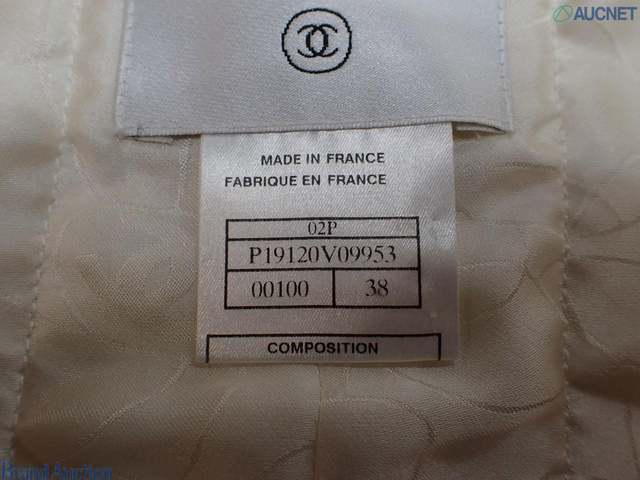 AUCNET
MADE IN FRANCE
FABRIQUE EN FRANCE
02P
P19120V09953
00100 38
COMPOSITION
Brand Auction